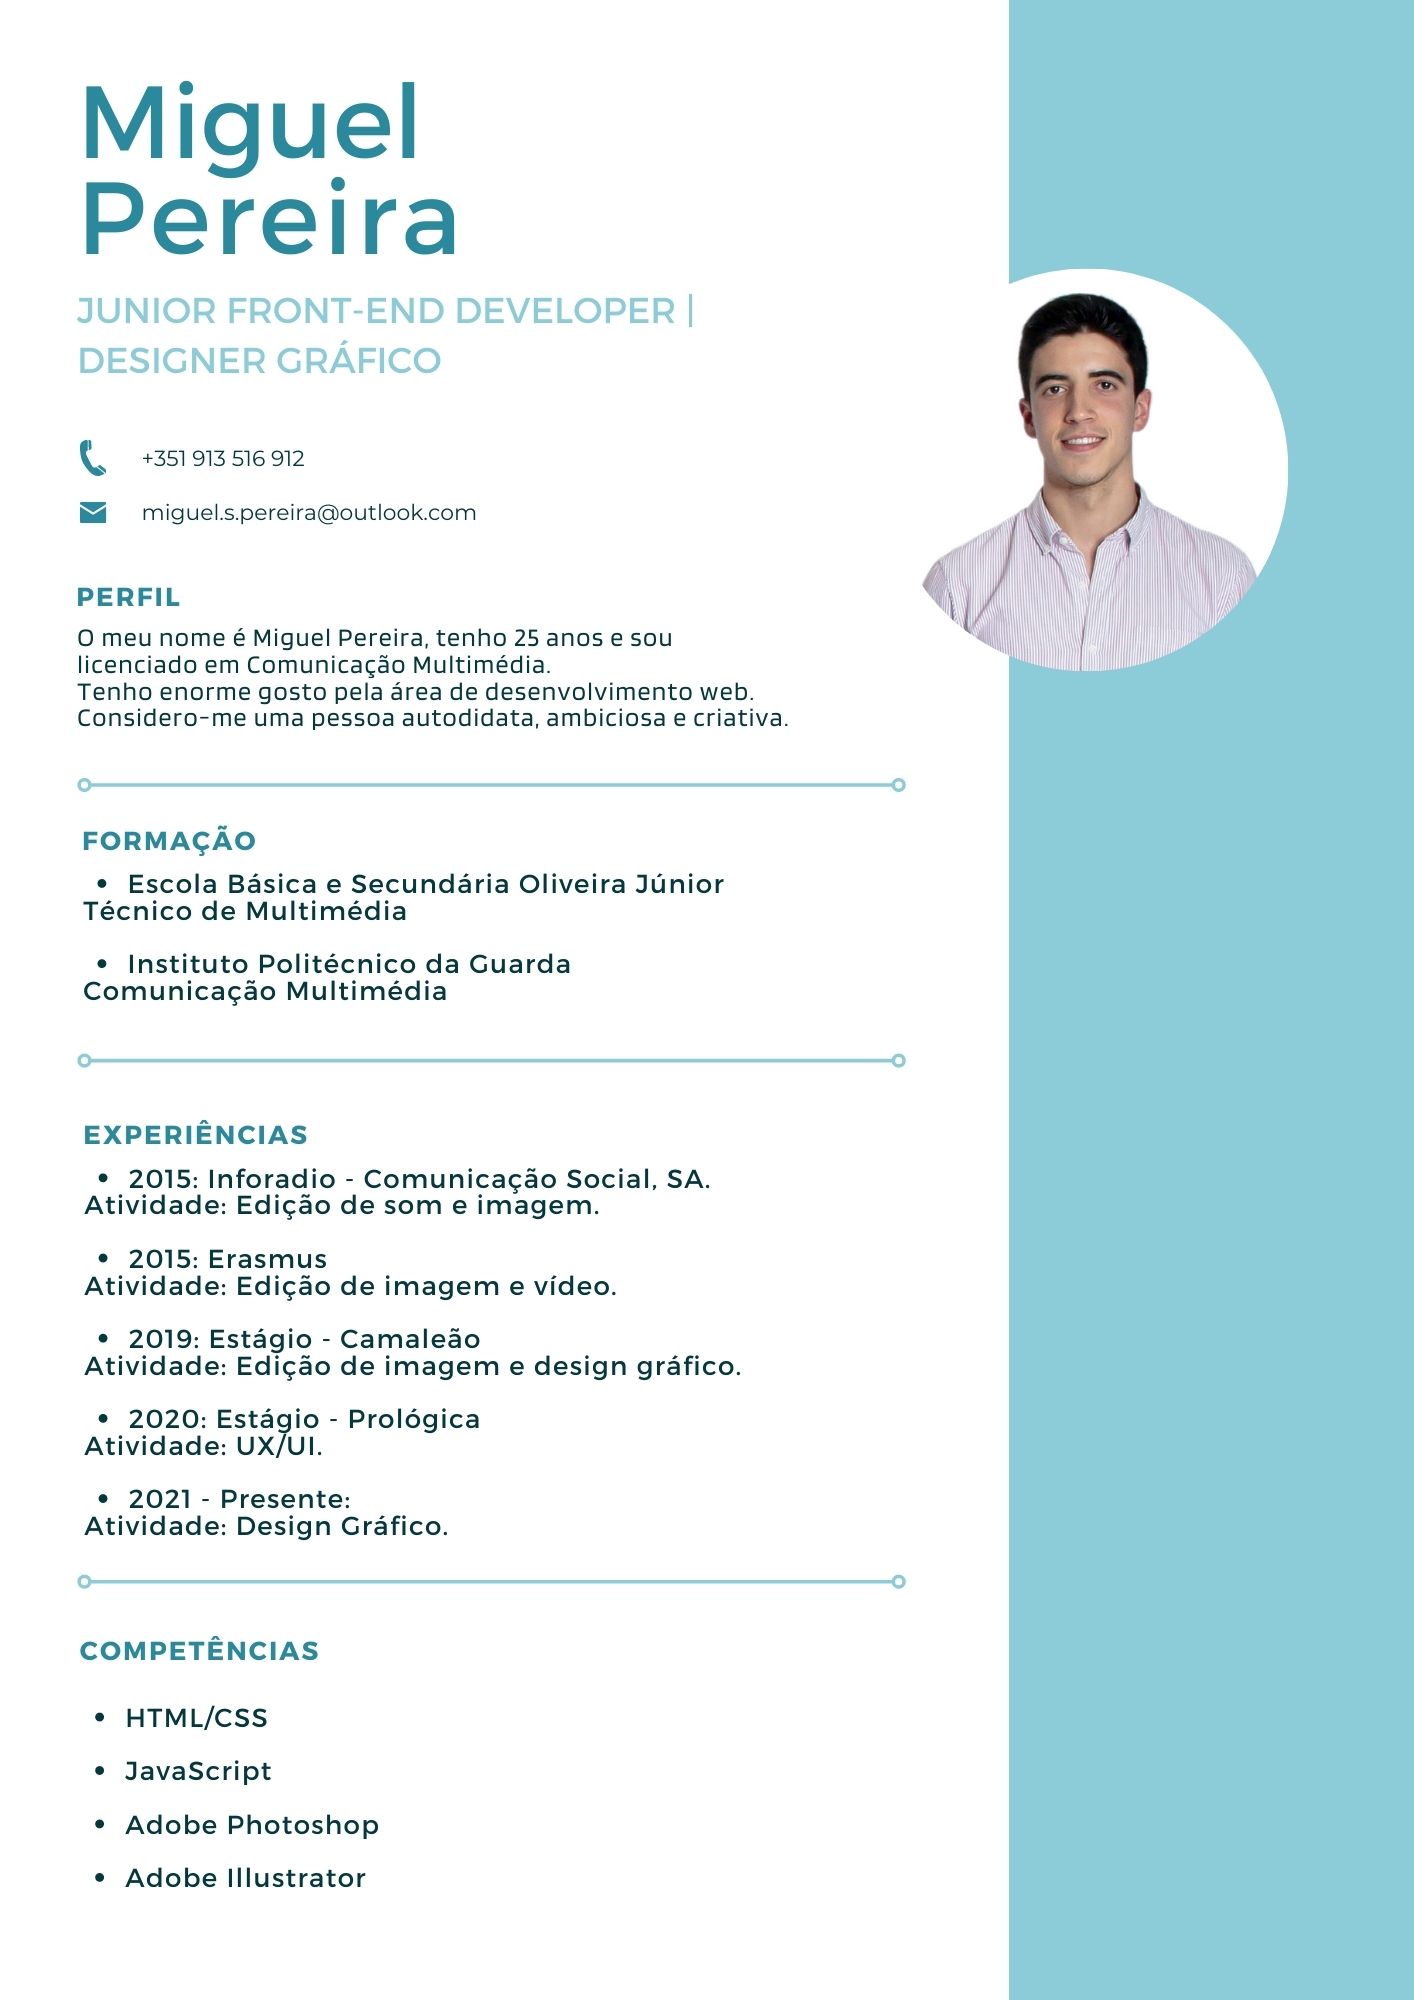 Miguel
Pereira
JUNIOR FRONT-END DEVELOPER |
DESIGNER GRÁFICO
+351 913 516 912
miguel.s.pereira@outlook.com
PERFIL
O meu nome é Miguel Pereira, tenho 25 anos e sou
licenciado em Comunicação Multimédia.
Tenho enorme gosto pela área de desenvolvimento web.
Considero-me uma pessoa autodidata, ambiciosa e criativa.
FORMAÇÃO
• Escola Básica e Secundária Oliveira Júnior
Técnico de Multimédia
• Instituto Politécnico da Guarda
Comunicação Multimédia
EXPERIÊNCIAS
• 2015: Inforadio - Comunicação Social, SA.
Atividade: Edição de som e imagem.
• 2015: Erasmus
Atividade: Edição de imagem e vídeo.
• 2019: Estágio - Camaleão
Atividade: Edição de imagem e design gráfico.
• 2020: Estágio - Prológica
Atividade: UX/UI.
• 2021 - Presente:
Atividade: Design Gráfico.
COMPETÊNCIAS
• HTML/CSS
• JavaScript
• Adobe Photoshop
• Adobe Illustrator